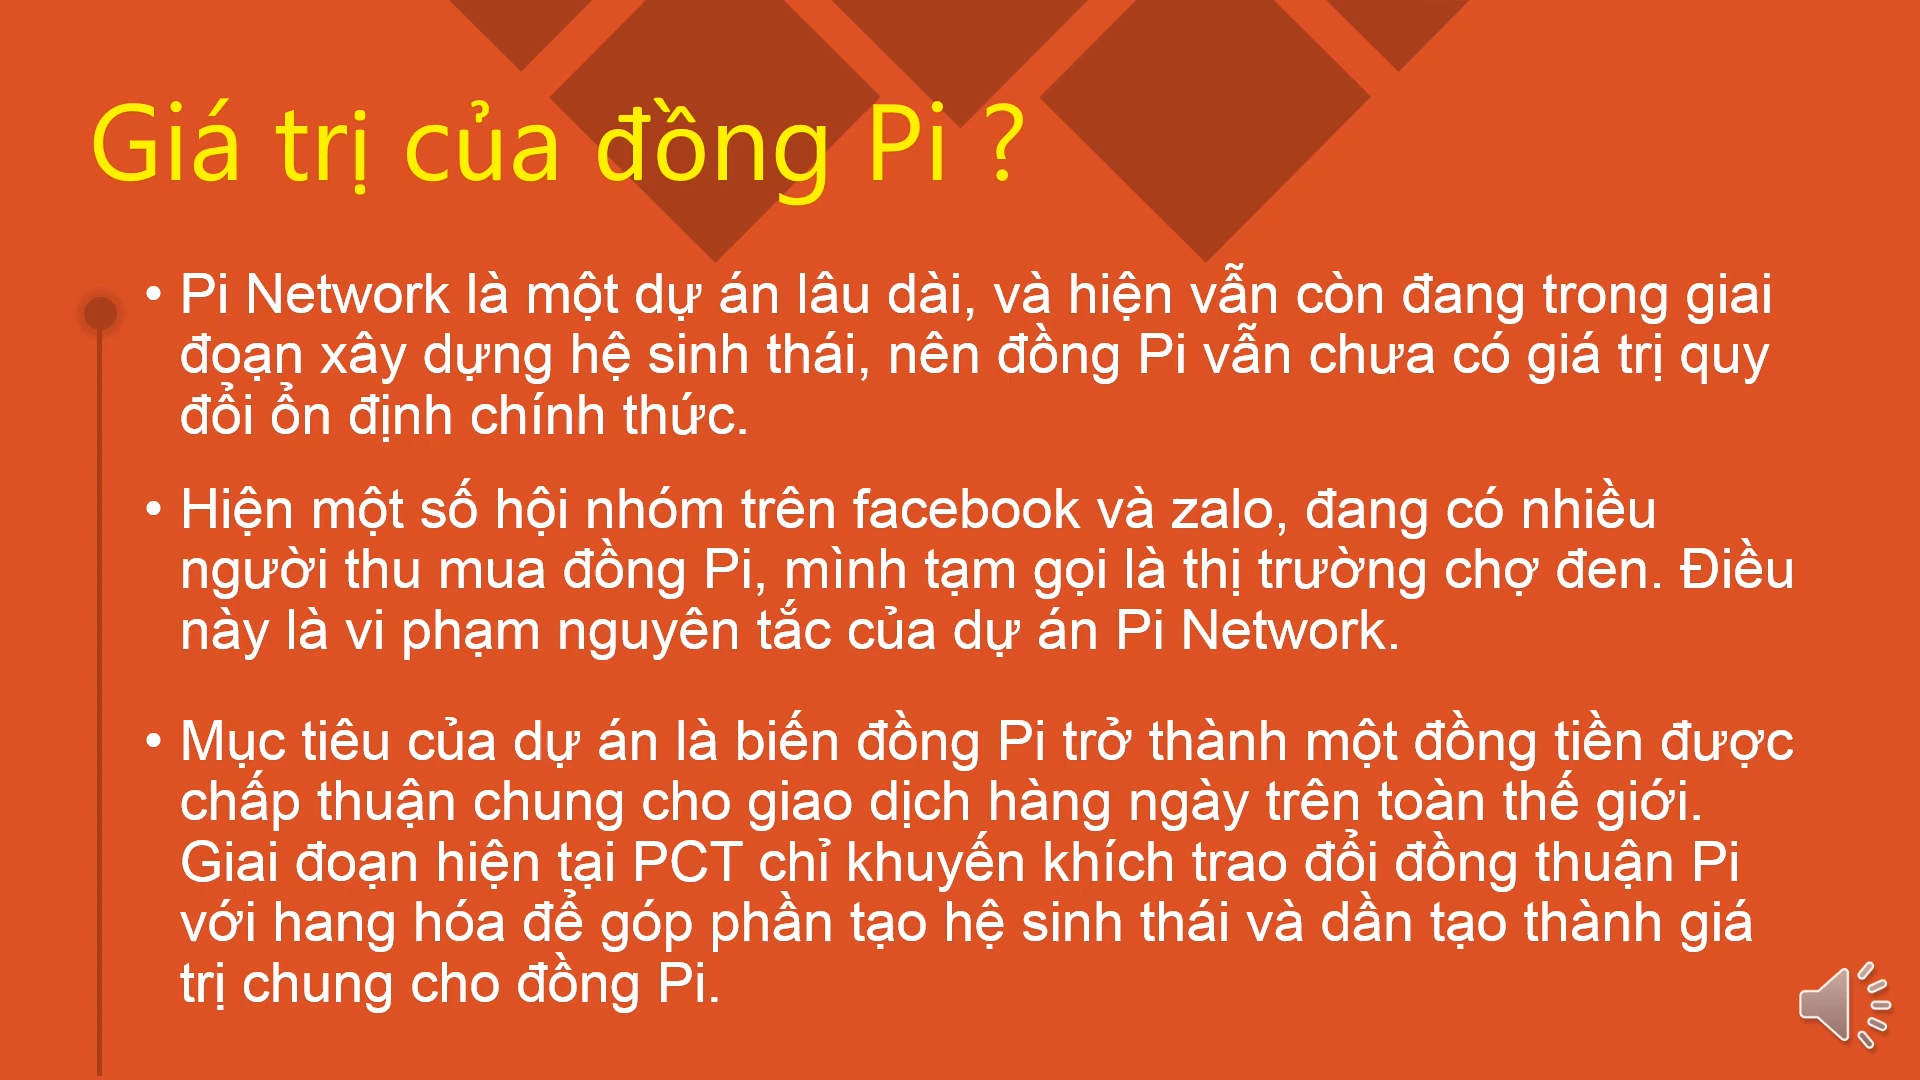 Giá trị của đồng Pi ?
• Pi Network là một dự án lâu dài, và hiện vẫn còn đang trong giai
đoạn xây dựng hệ sinh thái, nên đồng Pi vẫn chưa có giá trị quy
đổi ổn định chính thức.
• Hiện một số hội nhóm trên facebook và zalo, đang có nhiều
người thu mua đồng Pi, mình tạm gọi là thị trường chợ đen. Điều
này là vi phạm nguyên tắc của dự án Pi Network.
• Mục tiêu của dự án là biến đồng Pi trở thành một đồng tiền được
chấp thuận chung cho giao dịch hàng ngày trên toàn thế giới.
Giai đoạn hiện tại PCT chỉ khuyến khích trao đổi đồng thuận Pi
với hang hóa để góp phần tạo hệ sinh thái và dần tạo thành giá
trị chung cho đồng Pi.